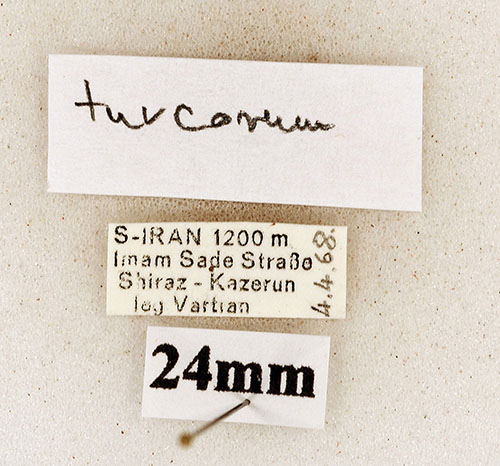 turcorum
S-IRAN 1200 m
Imam Sade Straße
Shiraz - Kazerun
leg Vartian
4.4.68.
24mm